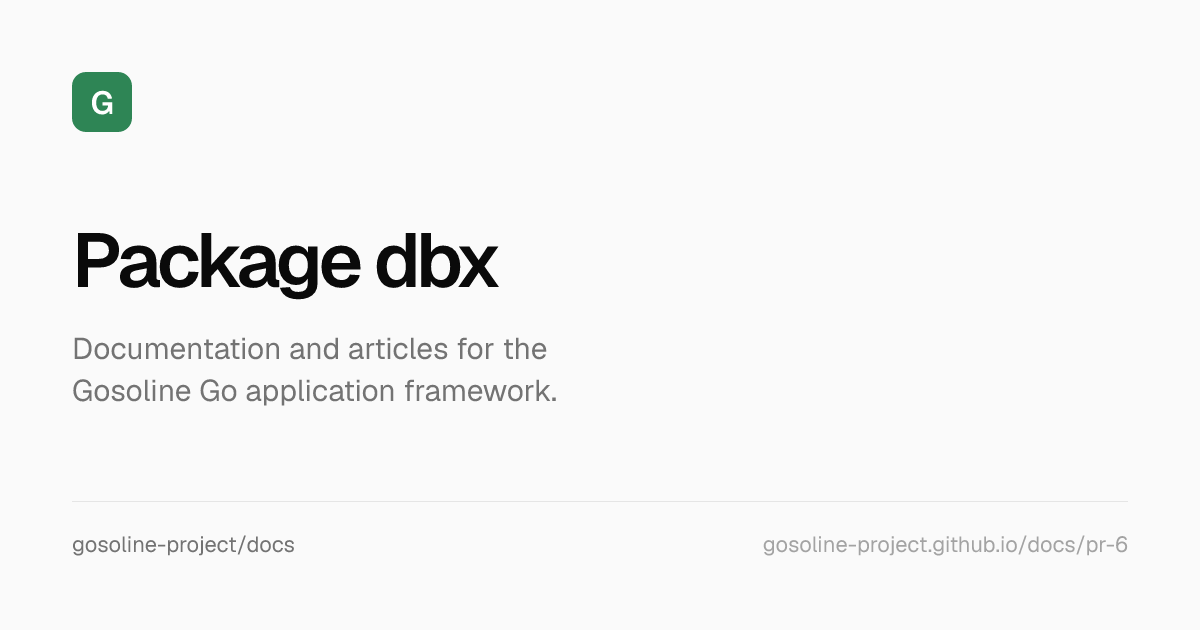 G
Package dbx
Documentation and articles for the
Gosoline Go application framework.
gosoline-project/docs
gosoline-project.github.io/docs/pr-6